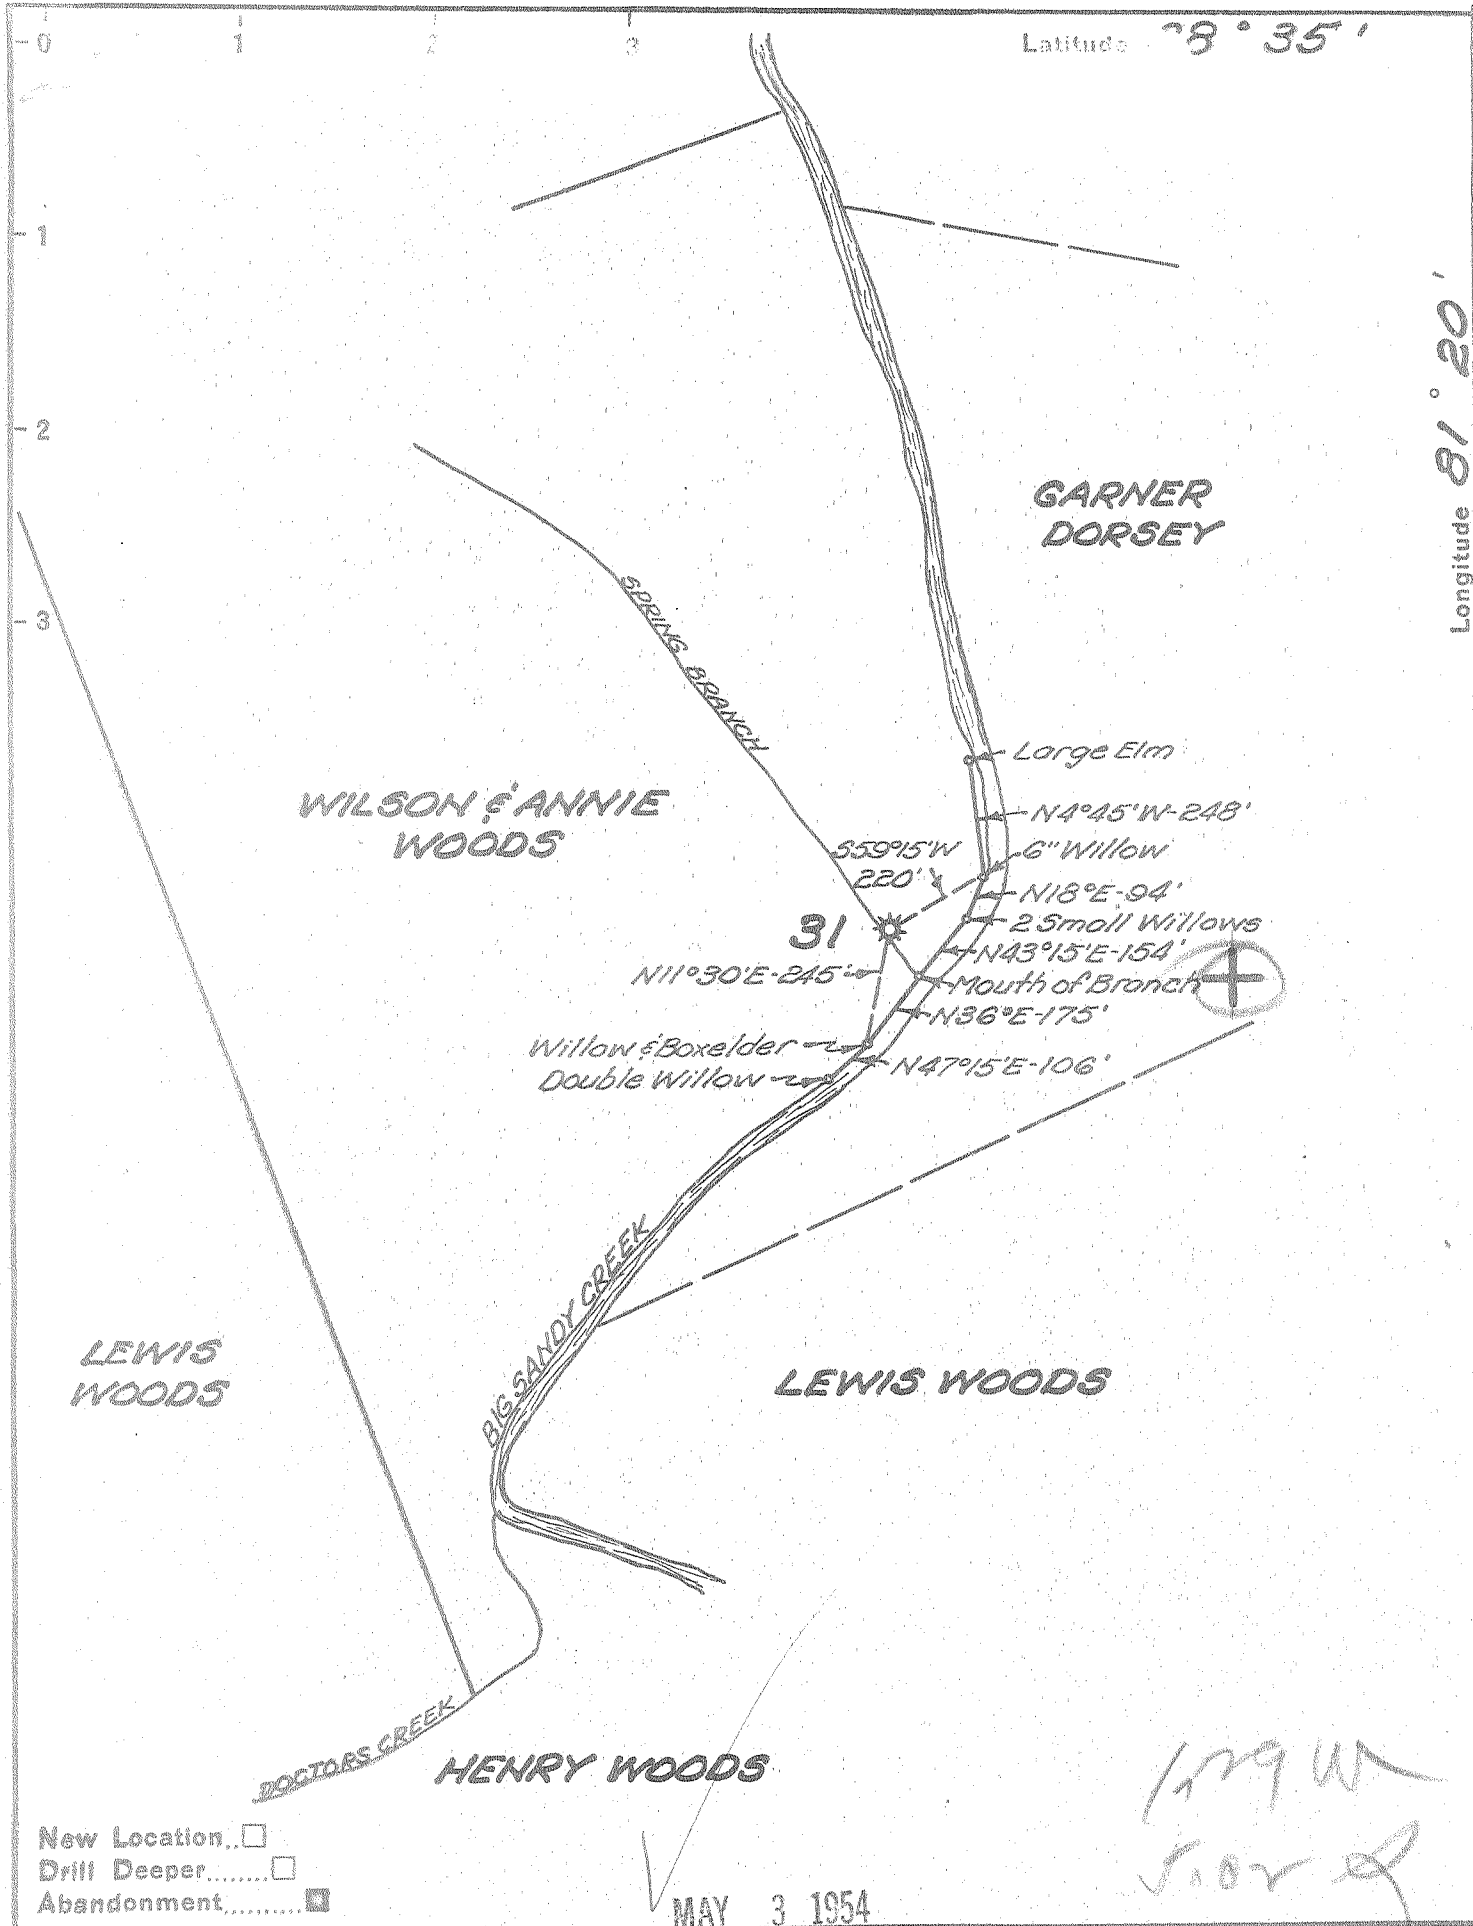 0 1 2 3
Latitude 8° 35'
1
2
3
Longitude 81° 20'
GARNER
DORSEY
SPRING BRANCH
Large Elm
WILSON & ANNIE
WOODS
N4°45'W-248'
S59°15'W
220'
6" Willow
N18°E-94'
2 Small Willows
31
N43°15'E-154'
N11°30'E-245'
Mouth of Branch
N36°E-175'
Willow & Boxelder
N47°15'E-106'
Double Willow
BIG SANDY CREEK
LEWIS
WOODS
LEWIS WOODS
DOCTORS CREEK
HENRY WOODS
New Location
Drill Deeper
Abandonment
MAY 3 1954